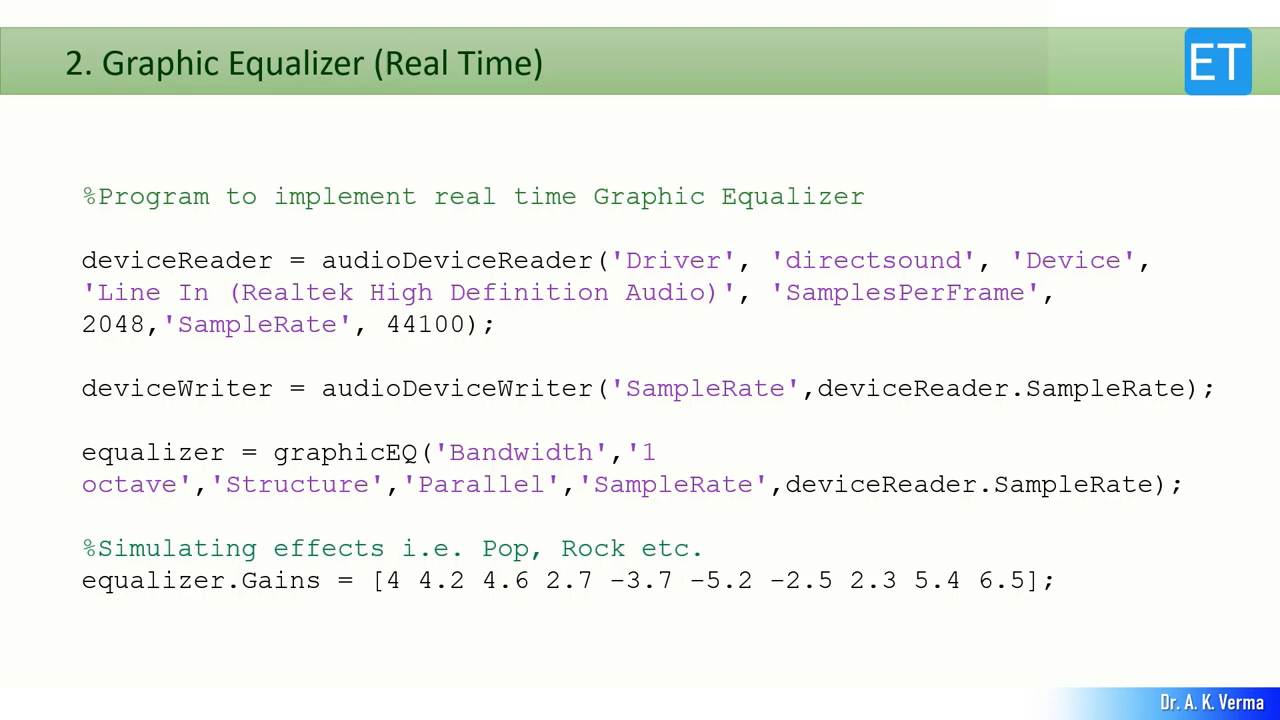 2. Graphic Equalizer (Real Time)
ET
%Program to implement real time Graphic Equalizer
deviceReader = audioDeviceReader('Driver', 'directsound', 'Device',
'Line In (Realtek High Definition Audio)', 'SamplesPerFrame',
2048,'SampleRate', 44100);
deviceWriter = audioDeviceWriter('SampleRate',deviceReader.SampleRate);
equalizer = graphicEQ('Bandwidth','1
octave','Structure','Parallel','SampleRate',deviceReader.SampleRate);
%Simulating effects i.e. Pop, Rock etc.
equalizer.Gains = [4 4.2 4.6 2.7 -3.7 -5.2 -2.5 2.3 5.4 6.5];
Dr. A. K. Verma